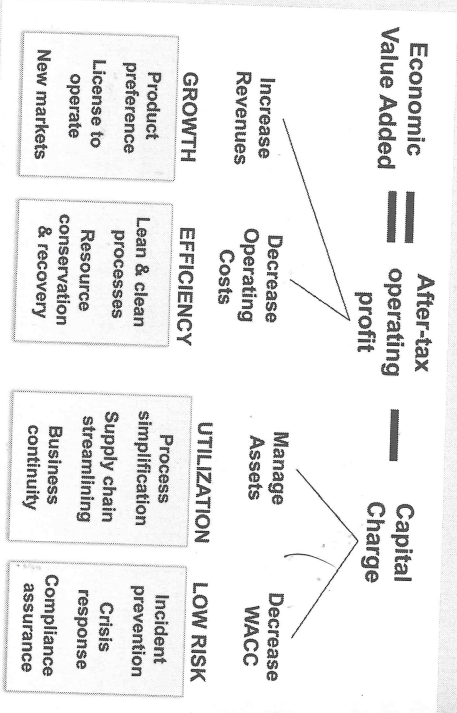 Economic
Value Added
=
After-tax
operating
profit
–
Capital
Charge
Increase
Revenues
Decrease
Operating
Costs
Manage
Assets
Decrease
WACC
GROWTH
Product
preference
License to
operate
New markets
EFFICIENCY
Lean & clean
processes
Resource
conservation
& recovery
UTILIZATION
Process
simplification
Supply chain
streamlining
Business
continuity
LOW RISK
Incident
prevention
Crisis
response
Compliance
assurance